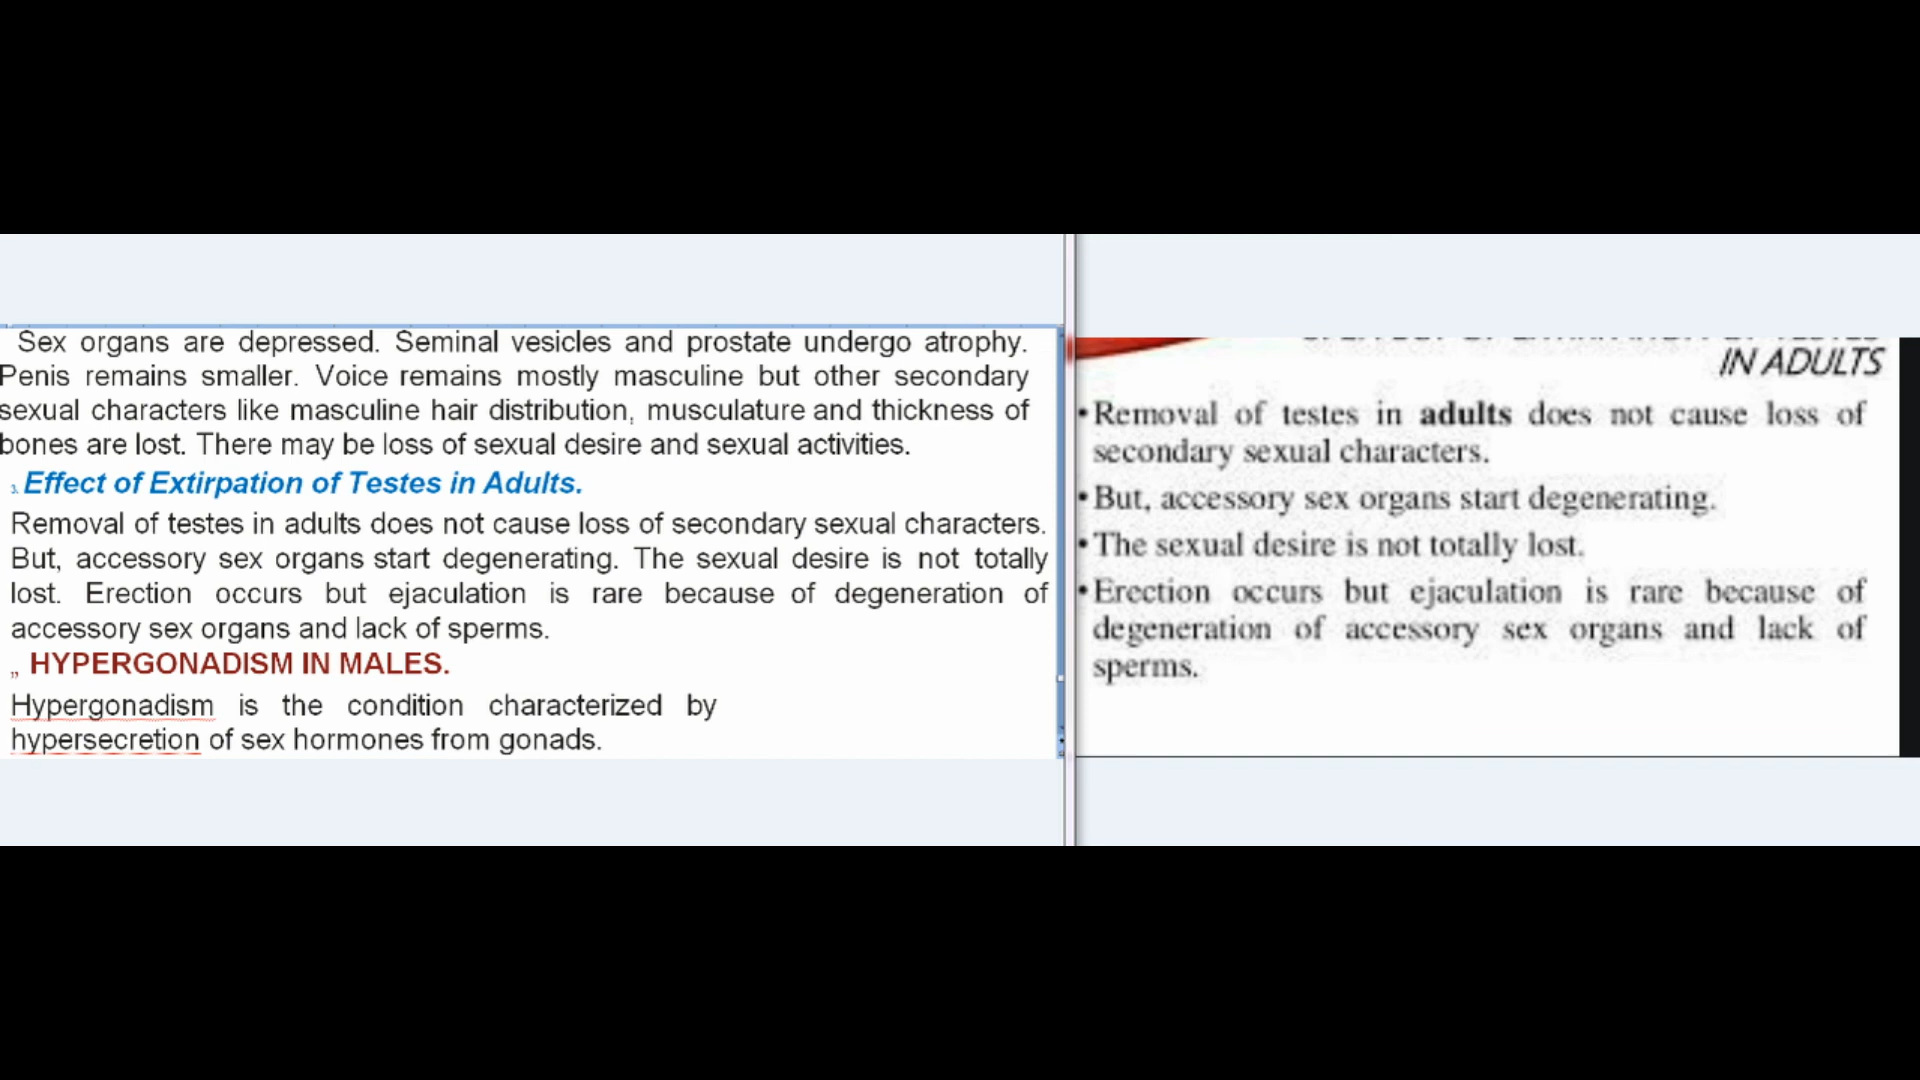 Sex organs are depressed. Seminal vesicles and prostate undergo atrophy.
Penis remains smaller. Voice remains mostly masculine but other secondary
sexual characters like masculine hair distribution, musculature and thickness of
bones are lost. There may be loss of sexual desire and sexual activities.
3. Effect of Extirpation of Testes in Adults.
Removal of testes in adults does not cause loss of secondary sexual characters.
But, accessory sex organs start degenerating. The sexual desire is not totally
lost. Erection occurs but ejaculation is rare because of degeneration of
accessory sex organs and lack of sperms.
„ HYPERGONADISM IN MALES.
Hypergonadism is the condition characterized by
hypersecretion of sex hormones from gonads.
IN ADULTS
•Removal of testes in adults does not cause loss of
secondary sexual characters.
•But, accessory sex organs start degenerating.
•The sexual desire is not totally lost.
•Erection occurs but ejaculation is rare because of
degeneration of accessory sex organs and lack of
sperms.